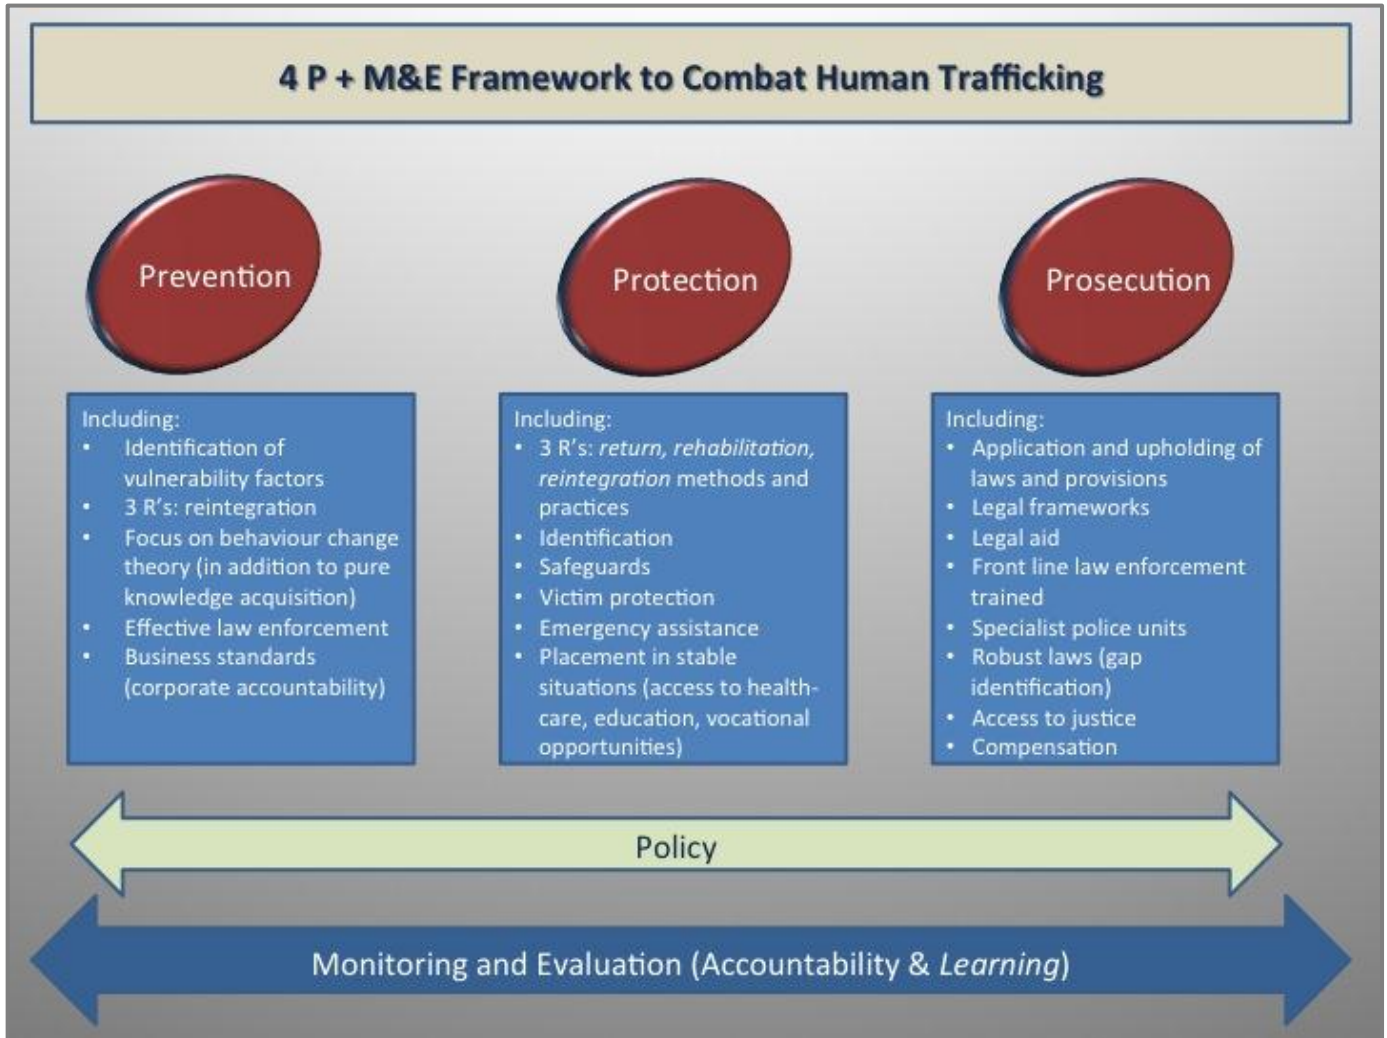 4 P + M&E Framework to Combat Human Trafficking
Prevention
Protection
Prosecution
Including:
• Identification of
vulnerability factors
• 3 R’s: reintegration
• Focus on behaviour change
theory (in addition to pure
knowledge acquisition)
• Effective law enforcement
• Business standards
(corporate accountability)
Including:
• 3 R’s: return, rehabilitation,
reintegration methods and
practices
• Identification
• Safeguards
• Victim protection
• Emergency assistance
• Placement in stable
situations (access to health-
care, education, vocational
opportunities)
Including:
• Application and upholding of
laws and provisions
• Legal frameworks
• Legal aid
• Front line law enforcement
trained
• Specialist police units
• Robust laws (gap
identification)
• Access to justice
• Compensation
Policy
Monitoring and Evaluation (Accountability & Learning)